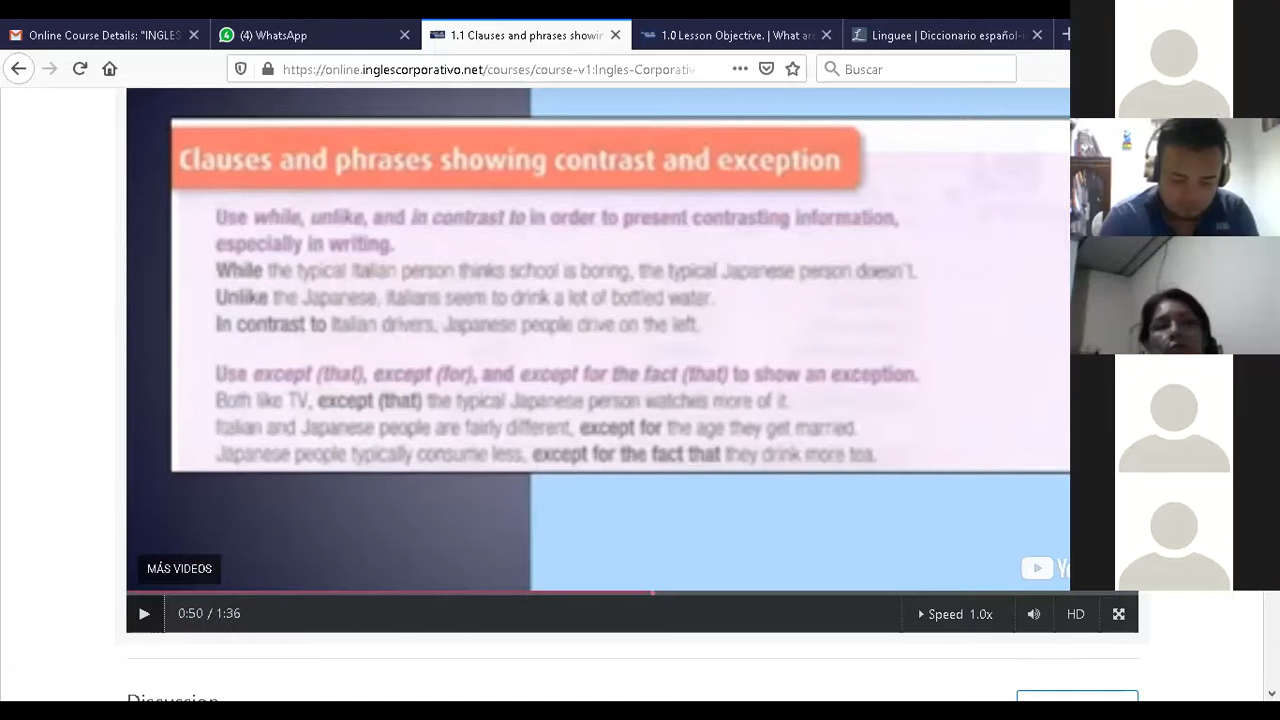 Online Course Details: "INGLES
(4) WhatsApp
1.1 Clauses and phrases showin
1.0 Lesson Objective. | What are
Linguee | Diccionario español-i
https://online.inglescorporativo.net/courses/course-v1:Ingles-Corporativ
Buscar
Clauses and phrases showing contrast and exception
Use while, unlike, and in contrast to in order to present contrasting information,
especially in writing.
While the typical Italian person thinks school is boring, the typical Japanese person doesn't.
Unlike the Japanese, Italians seem to drink a lot of bottled water.
In contrast to Italian drivers, Japanese people drive on the left.
Use except (that), except (for), and except for the fact (that) to show an exception.
Both like TV, except (that) the typical Japanese person watches more of it.
Italian and Japanese people are fairly different, except for the age they get married.
Japanese people typically consume less, except for the fact that they drink more tea.
MÁS VIDEOS
0:50 / 1:36
Speed 1.0x
HD
Discussion